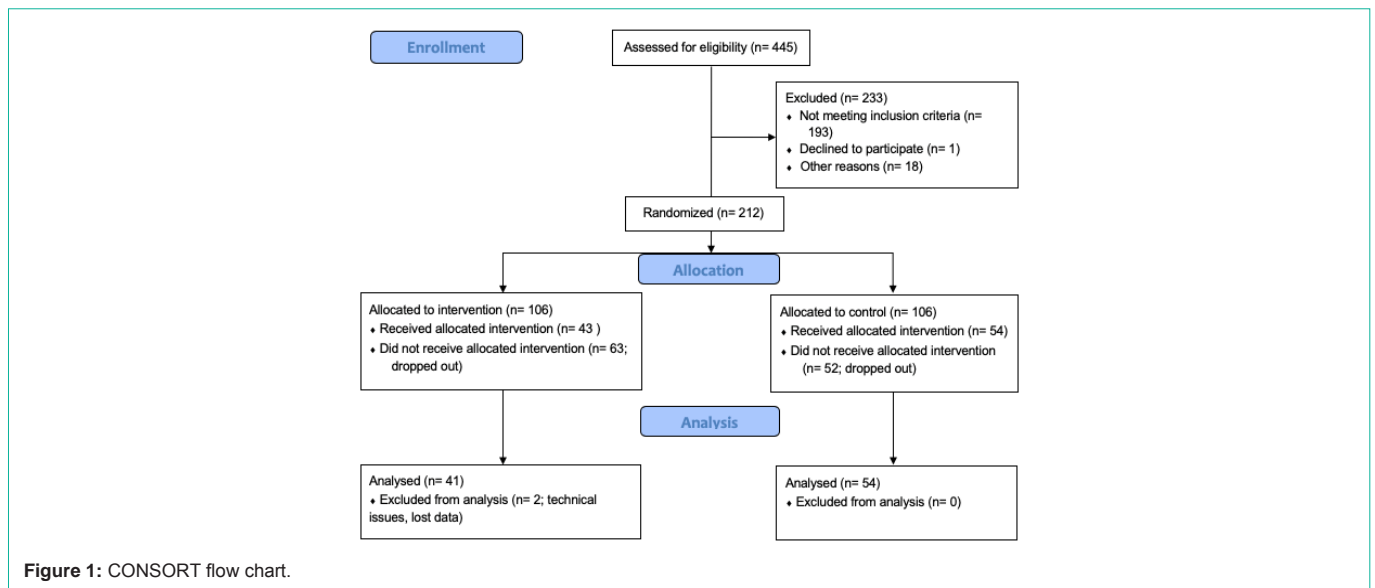 Enrollment
Assessed for eligibility (n= 445)
Excluded (n= 233)
♦ Not meeting inclusion criteria (n=
193)
♦ Declined to participate (n= 1)
♦ Other reasons (n= 18)
Randomized (n= 212)
Allocation
Allocated to intervention (n= 106)
♦ Received allocated intervention (n= 43 )
♦ Did not receive allocated intervention (n= 63;
dropped out)
Allocated to control (n= 106)
♦ Received allocated intervention (n= 54)
♦ Did not receive allocated intervention
(n= 52; dropped out)
Analysis
Analysed (n= 41)
♦ Excluded from analysis (n= 2; technical
issues, lost data)
Analysed (n= 54)
♦ Excluded from analysis (n= 0)
Figure 1: CONSORT flow chart.